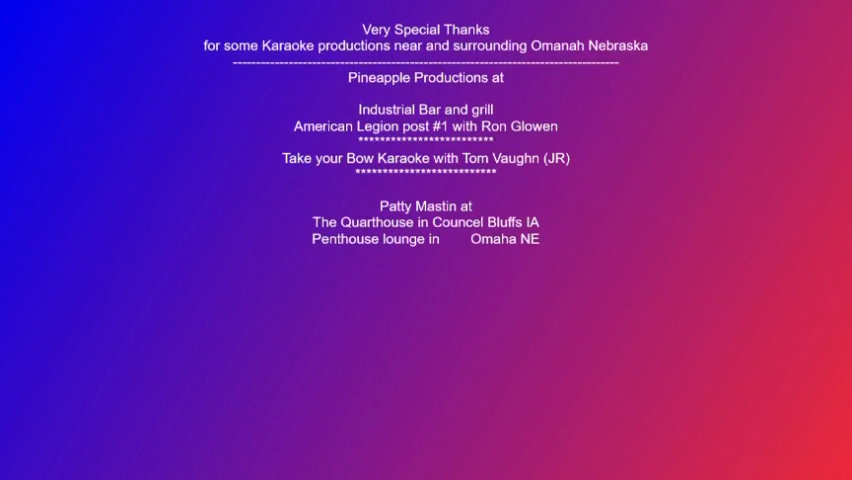 Very Special Thanks
for some Karaoke productions near and surrounding Omanah Nebraska
--------------------------------------------------------------------------------
Pineapple Productions at
Industrial Bar and grill
American Legion post #1 with Ron Glowen
**************************
Take your Bow Karaoke with Tom Vaughn (JR)
***************************
Patty Mastin at
The Quarthouse in Councel Bluffs IA
Penthouse lounge in Omaha NE